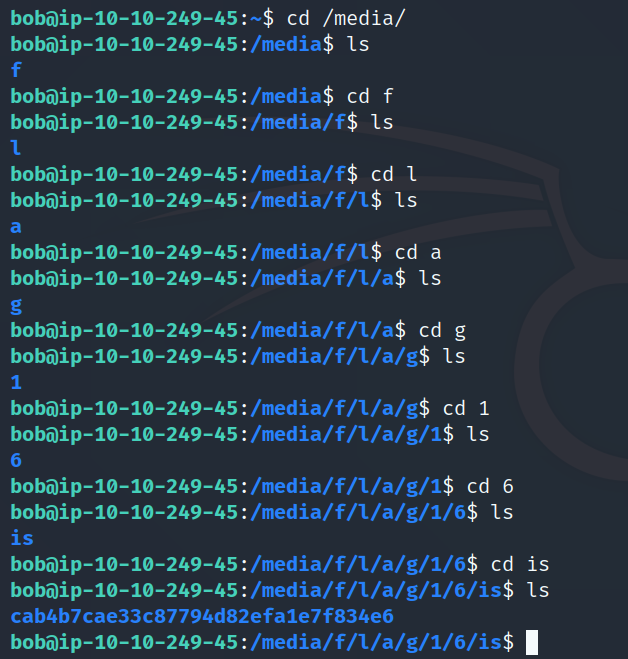 bob@ip-10-10-249-45:~$ cd /media/
bob@ip-10-10-249-45:/media$ ls
f
bob@ip-10-10-249-45:/media$ cd f
bob@ip-10-10-249-45:/media/f$ ls
l
bob@ip-10-10-249-45:/media/f$ cd l
bob@ip-10-10-249-45:/media/f/l$ ls
a
bob@ip-10-10-249-45:/media/f/l$ cd a
bob@ip-10-10-249-45:/media/f/l/a$ ls
g
bob@ip-10-10-249-45:/media/f/l/a$ cd g
bob@ip-10-10-249-45:/media/f/l/a/g$ ls
1
bob@ip-10-10-249-45:/media/f/l/a/g$ cd 1
bob@ip-10-10-249-45:/media/f/l/a/g/1$ ls
6
bob@ip-10-10-249-45:/media/f/l/a/g/1$ cd 6
bob@ip-10-10-249-45:/media/f/l/a/g/1/6$ ls
is
bob@ip-10-10-249-45:/media/f/l/a/g/1/6$ cd is
bob@ip-10-10-249-45:/media/f/l/a/g/1/6/is$ ls
cab4b7cae33c87794d82efa1e7f834e6
bob@ip-10-10-249-45:/media/f/l/a/g/1/6/is$